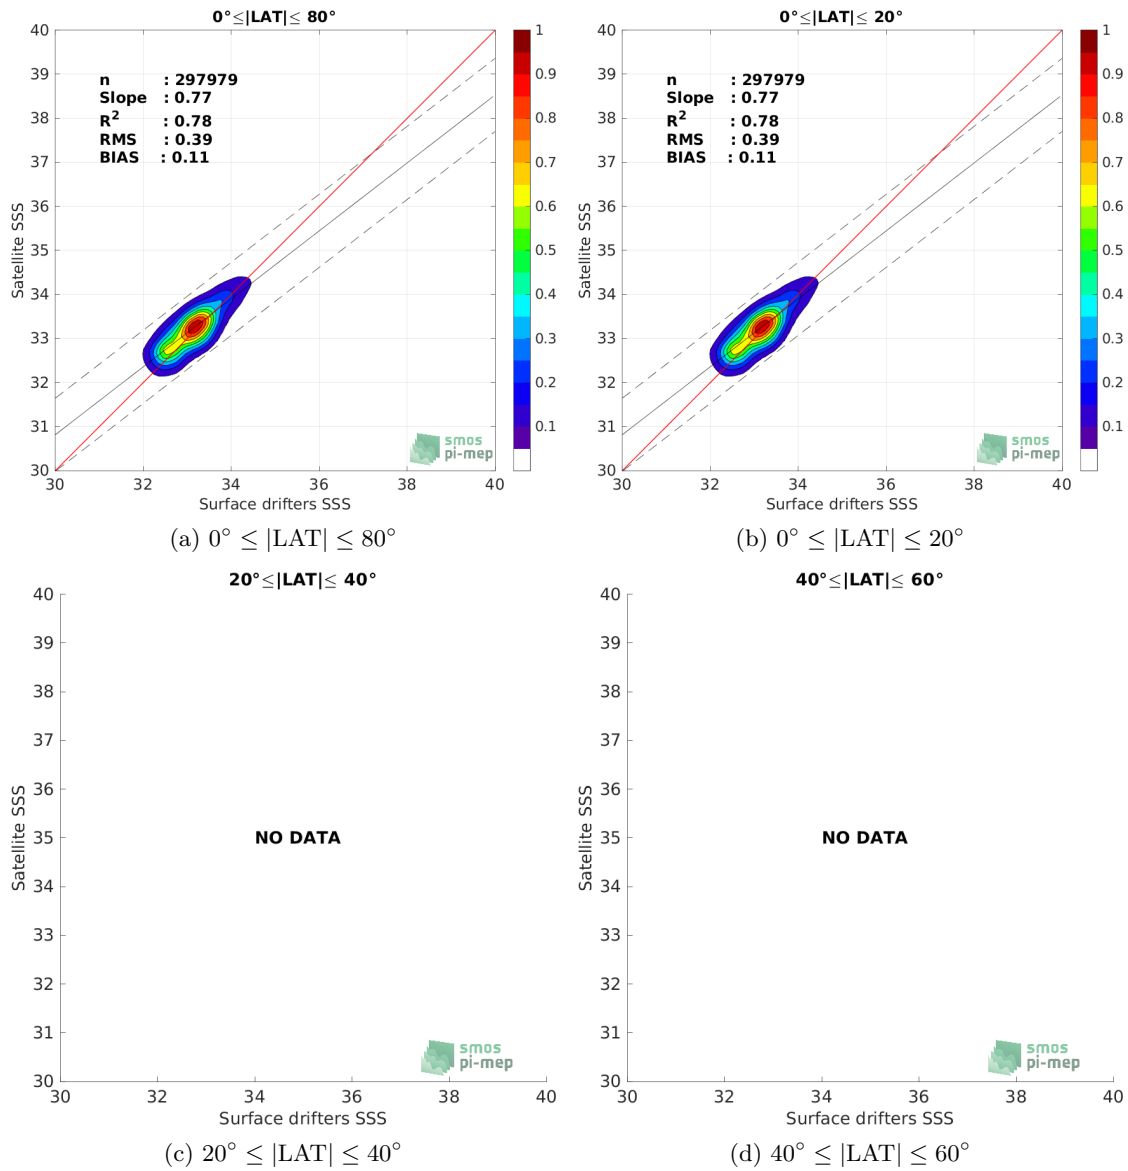 0°≤|LAT|≤ 80°
40
39
38
37
36
35
34
33
32
31
30
Satellite SSS
n : 297979
Slope : 0.77
R² : 0.78
RMS : 0.39
BIAS : 0.11
smos
pi-mep
30 32 34 36 38 40
Surface drifters SSS
1
0.9
0.8
0.7
0.6
0.5
0.4
0.3
0.2
0.1
(a) 0° ≤ |LAT| ≤ 80°
0°≤|LAT|≤ 20°
40
39
38
37
36
35
34
33
32
31
30
Satellite SSS
n : 297979
Slope : 0.77
R² : 0.78
RMS : 0.39
BIAS : 0.11
smos
pi-mep
30 32 34 36 38 40
Surface drifters SSS
1
0.9
0.8
0.7
0.6
0.5
0.4
0.3
0.2
0.1
(b) 0° ≤ |LAT| ≤ 20°
20°≤|LAT|≤ 40°
40
39
38
37
36
35
34
33
32
31
30
Satellite SSS
NO DATA
smos
pi-mep
30 32 34 36 38 40
Surface drifters SSS
(c) 20° ≤ |LAT| ≤ 40°
40°≤|LAT|≤ 60°
40
39
38
37
36
35
34
33
32
31
30
Satellite SSS
NO DATA
smos
pi-mep
30 32 34 36 38 40
Surface drifters SSS
(d) 40° ≤ |LAT| ≤ 60°